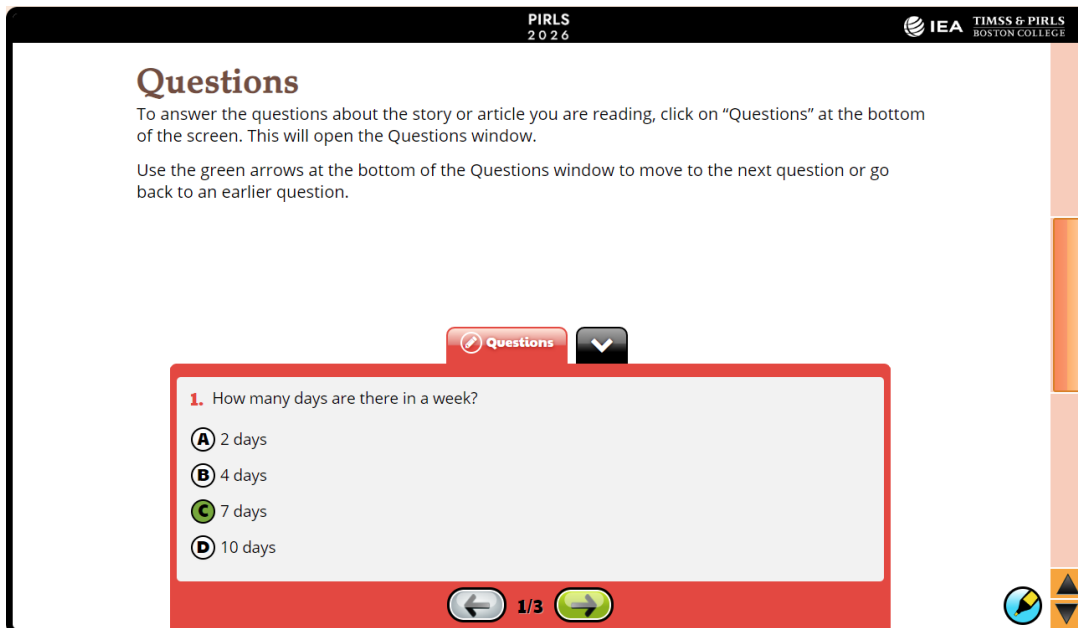 PIRLS
2026
IEA
TIMSS & PIRLS
BOSTON COLLEGE
Questions
To answer the questions about the story or article you are reading, click on “Questions” at the bottom
of the screen. This will open the Questions window.
Use the green arrows at the bottom of the Questions window to move to the next question or go
back to an earlier question.
Questions
1. How many days are there in a week?
A 2 days
B 4 days
C 7 days
D 10 days
1/3